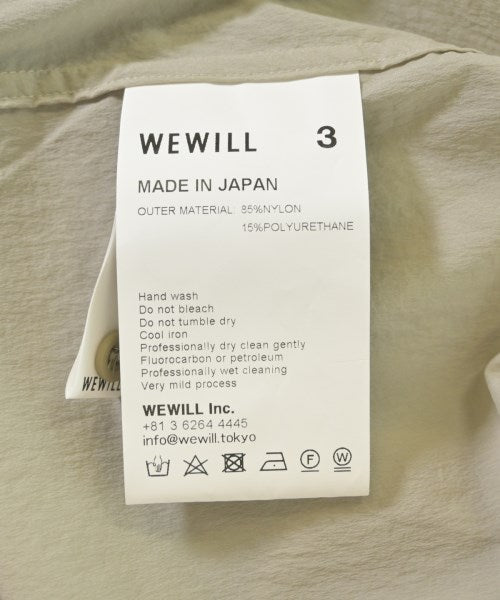 WEWILL 3
MADE IN JAPAN
OUTER MATERIAL: 85%NYLON
15%POLYURETHANE
Hand wash
Do not bleach
Do not tumble dry
Cool iron
Professionally dry clean gently
Fluorocarbon or petroleum
Professionally wet cleaning
Very mild process
WEWILL Inc.
+81 3 6264 4445
info@wewill.tokyo
F W
WEWILL